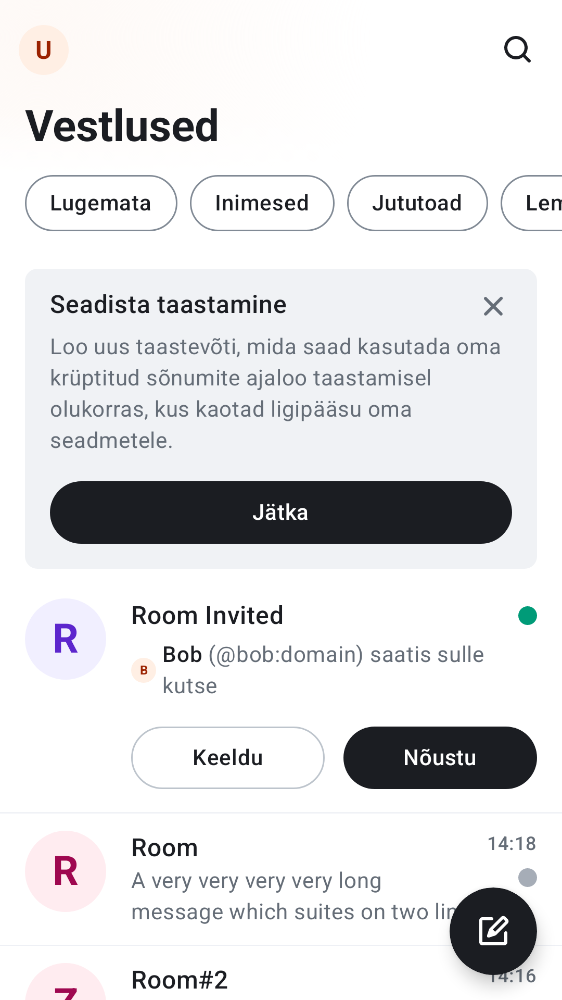 U
Vestlused
Lugemata Inimesed Jututoad Lem
Seadista taastamine
Loo uus taastevõti, mida saad kasutada oma
krüptitud sõnumite ajaloo taastamisel
olukorras, kus kaotad ligipääsu oma
seadmetele.
Jätka
R
Room Invited
B
Bob (@bob:domain) saatis sulle
kutse
Keeldu Nõustu
R
Room 14:18
A very very very very long
message which suites on two lin
Z
Room#2 14:16